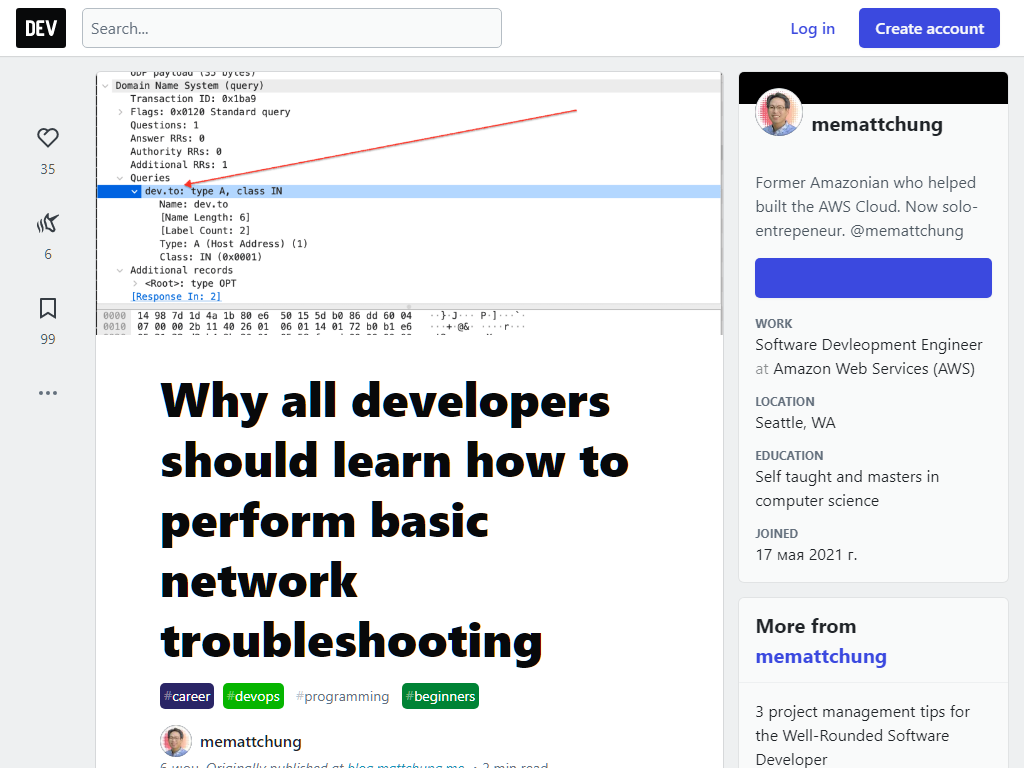 DEV
Search...
Log in
Create account
35
6
99
UDP payload (35 bytes)
Domain Name System (query)
Transaction ID: 0x1ba9
Flags: 0x0120 Standard query
Questions: 1
Answer RRs: 0
Authority RRs: 0
Additional RRs: 1
Queries
dev.to: type A, class IN
Name: dev.to
[Name Length: 6]
[Label Count: 2]
Type: A (Host Address) (1)
Class: IN (0x0001)
Additional records
<Root>: type OPT
[Response In: 2]
0000 14 98 7d 1d 4a 1b 80 e6 50 15 5d b0 86 dd 60 04 ··}·J··· P·]···`·
0010 07 00 00 2b 11 40 26 01 06 01 14 01 72 b0 b1 e6 ···+·@&· ····r···
Why all developers
should learn how to
perform basic
network
troubleshooting
#career #devops #programming #beginners
memattchung
6 июн. Originally published at blog.mattchung.me ・2 min read
memattchung
Former Amazonian who helped
built the AWS Cloud. Now solo-
entrepeneur. @memattchung
WORK
Software Devleopment Engineer
at Amazon Web Services (AWS)
LOCATION
Seattle, WA
EDUCATION
Self taught and masters in
computer science
JOINED
17 мая 2021 г.
More from
memattchung
3 project management tips for
the Well-Rounded Software
Developer